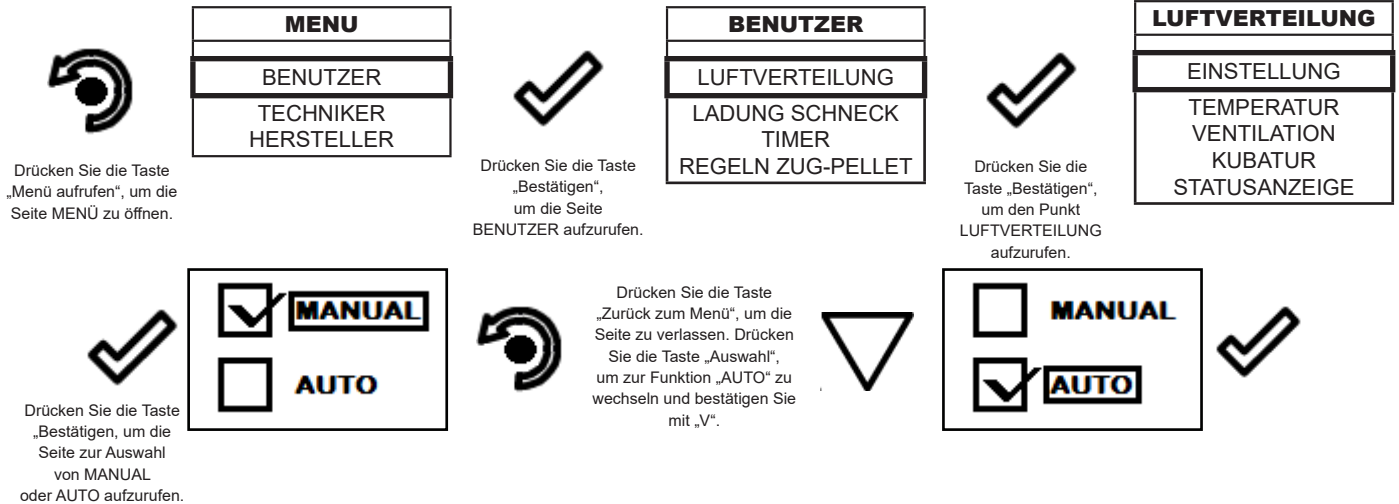 Drücken Sie die Taste
„Menü aufrufen“, um die
Seite MENÜ zu öffnen.
MENU
BENUTZER
TECHNIKER
HERSTELLER
Drücken Sie die Taste
„Bestätigen“,
um die Seite
BENUTZER aufzurufen.
BENUTZER
LUFTVERTEILUNG
LADUNG SCHNECK
TIMER
REGELN ZUG-PELLET
Drücken Sie die
Taste „Bestätigen“,
um den Punkt
LUFTVERTEILUNG
aufzurufen.
LUFTVERTEILUNG
EINSTELLUNG
TEMPERATUR
VENTILATION
KUBATUR
STATUSANZEIGE
Drücken Sie die Taste
„Bestätigen, um die
Seite zur Auswahl
von MANUAL
oder AUTO aufzurufen.
MANUAL
AUTO
Drücken Sie die Taste
„Zurück zum Menü“, um die
Seite zu verlassen. Drücken
Sie die Taste „Auswahl“,
um zur Funktion „AUTO“ zu
wechseln und bestätigen Sie
mit „V“.
MANUAL
AUTO